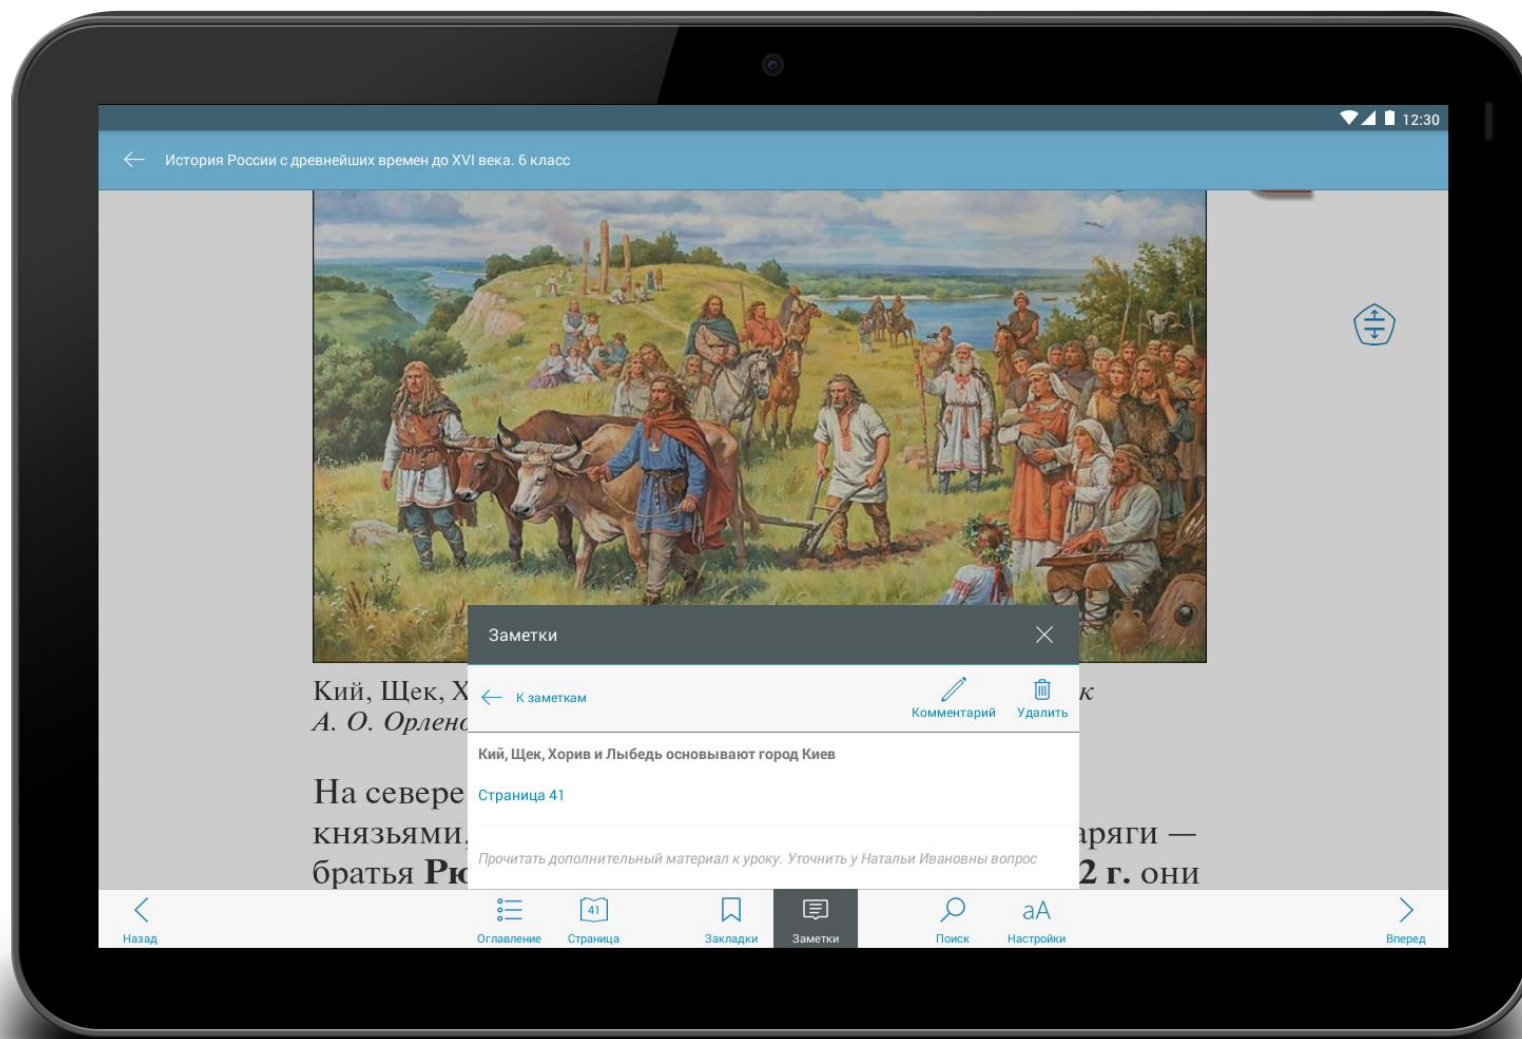 12:30
История России с древнейших времен до XVI века. 6 класс
Заметки
Кий, Щек, Х
к
К заметкам
Комментарий
Удалить
А. О. Орлено
Кий, Щек, Хорив и Лыбедь основывают город Киев
На севере
Страница 41
князьями,
аряги —
Прочитать дополнительный материал к уроку. Уточнить у Натальи Ивановны вопрос
братья Рю
2 г. они
41
аА
Назад
Оглавление
Страница
Закладки
Заметки
Поиск
Настройки
Вперед